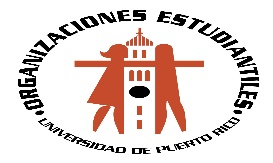 · ORGANIZACIONES ESTUDIANTILES ·
UNIVERSIDAD DE PUERTO RICO